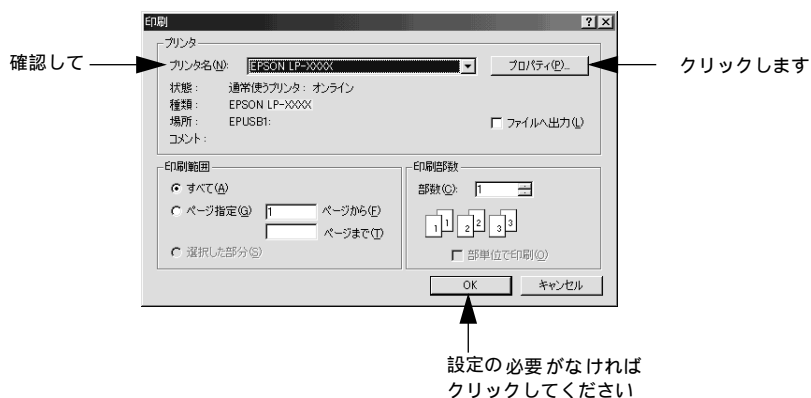 印刷
プリンタ
確認して
プリンタ名(N): EPSON LP-XXXX プロパティ(P)...
クリックします
状態: 通常使うプリンタ: オンライン
種類: EPSON LP-XXXX
場所: EPUSB1:
コメント:
ファイルへ出力(L)
印刷範囲
すべて(A)
ページ指定(G) 1 ページから(F)
ページまで(T)
選択した部分(S)
印刷部数
部数(C): 1
1 1 2 2 3 3
部単位で印刷(O)
OK キャンセル
設定の必要がなければ
クリックしてください